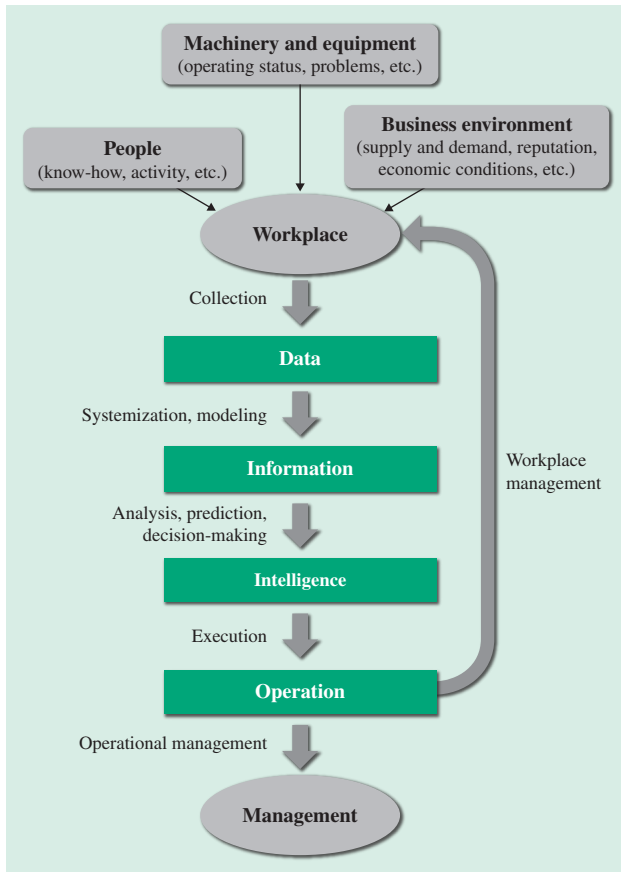 Machinery and equipment
(operating status, problems, etc.)
People
(know-how, activity, etc.)
Business environment
(supply and demand, reputation,
economic conditions, etc.)
Workplace
Collection
Data
Systemization, modeling
Information
Analysis, prediction,
decision-making
Workplace
management
Intelligence
Execution
Operation
Operational management
Management